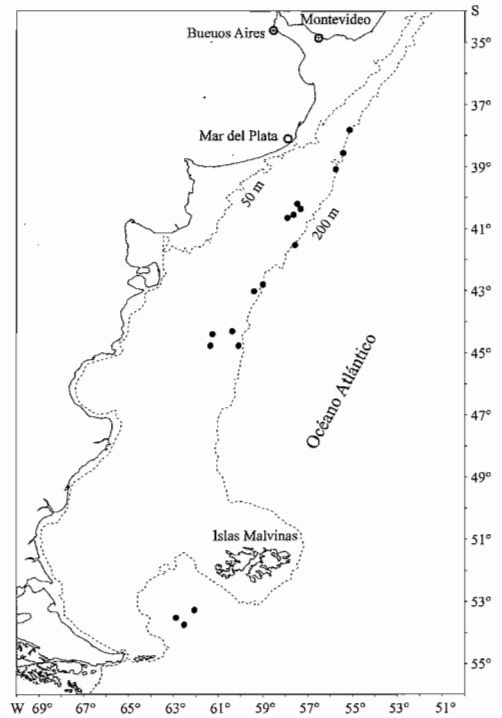 S
Montevideo
Bueuos Aires
35°
37°
Mar del Plata
39°
50 m
200 m
41°
43°
45°
Océano Atlántico
47°
49°
Islas Malvinas
51°
53°
55°
W 69° 67° 65° 63° 61° 59° 57° 55° 53° 51°